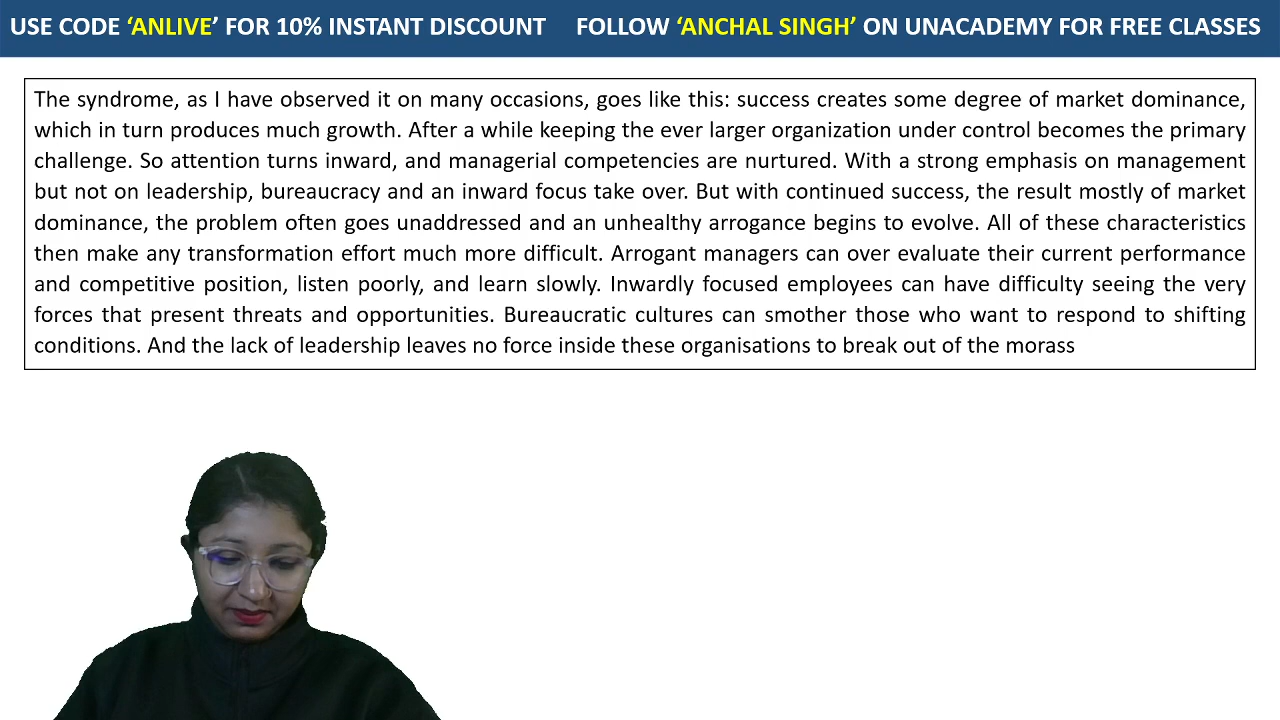 USE CODE ‘ANLIVE’ FOR 10% INSTANT DISCOUNT FOLLOW ‘ANCHAL SINGH’ ON UNACADEMY FOR FREE CLASSES
The syndrome, as I have observed it on many occasions, goes like this: success creates some degree of market dominance,
which in turn produces much growth. After a while keeping the ever larger organization under control becomes the primary
challenge. So attention turns inward, and managerial competencies are nurtured. With a strong emphasis on management
but not on leadership, bureaucracy and an inward focus take over. But with continued success, the result mostly of market
dominance, the problem often goes unaddressed and an unhealthy arrogance begins to evolve. All of these characteristics
then make any transformation effort much more difficult. Arrogant managers can over evaluate their current performance
and competitive position, listen poorly, and learn slowly. Inwardly focused employees can have difficulty seeing the very
forces that present threats and opportunities. Bureaucratic cultures can smother those who want to respond to shifting
conditions. And the lack of leadership leaves no force inside these organisations to break out of the morass